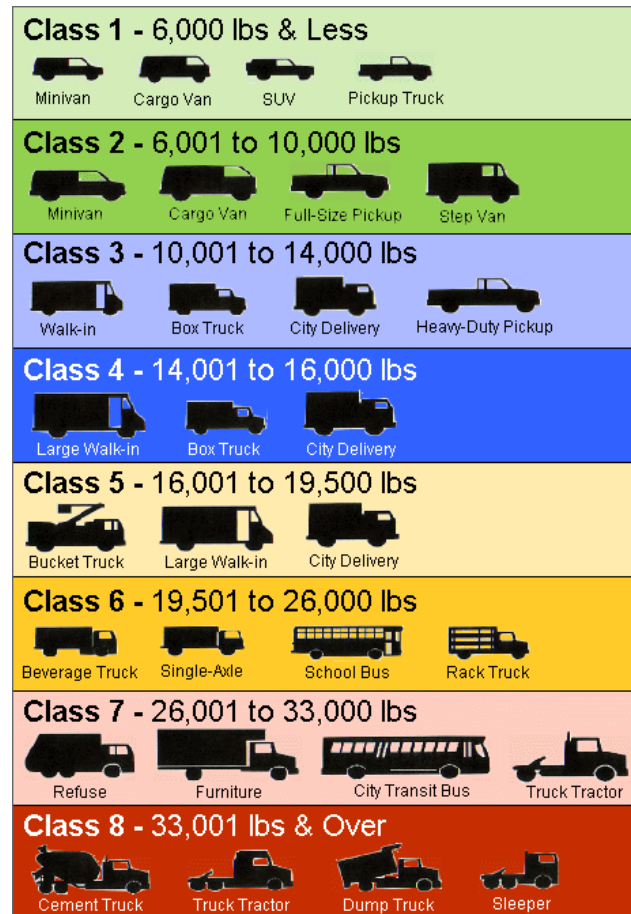 Class 1 - 6,000 lbs & Less
Minivan Cargo Van SUV Pickup Truck
Class 2 - 6,001 to 10,000 lbs
Minivan Cargo Van Full-Size Pickup Step Van
Class 3 - 10,001 to 14,000 lbs
Walk-in Box Truck City Delivery Heavy-Duty Pickup
Class 4 - 14,001 to 16,000 lbs
Large Walk-in Box Truck City Delivery
Class 5 - 16,001 to 19,500 lbs
Bucket Truck Large Walk-in City Delivery
Class 6 - 19,501 to 26,000 lbs
Beverage Truck Single-Axle School Bus Rack Truck
Class 7 - 26,001 to 33,000 lbs
Refuse Furniture City Transit Bus Truck Tractor
Class 8 - 33,001 lbs & Over
Cement Truck Truck Tractor Dump Truck Sleeper